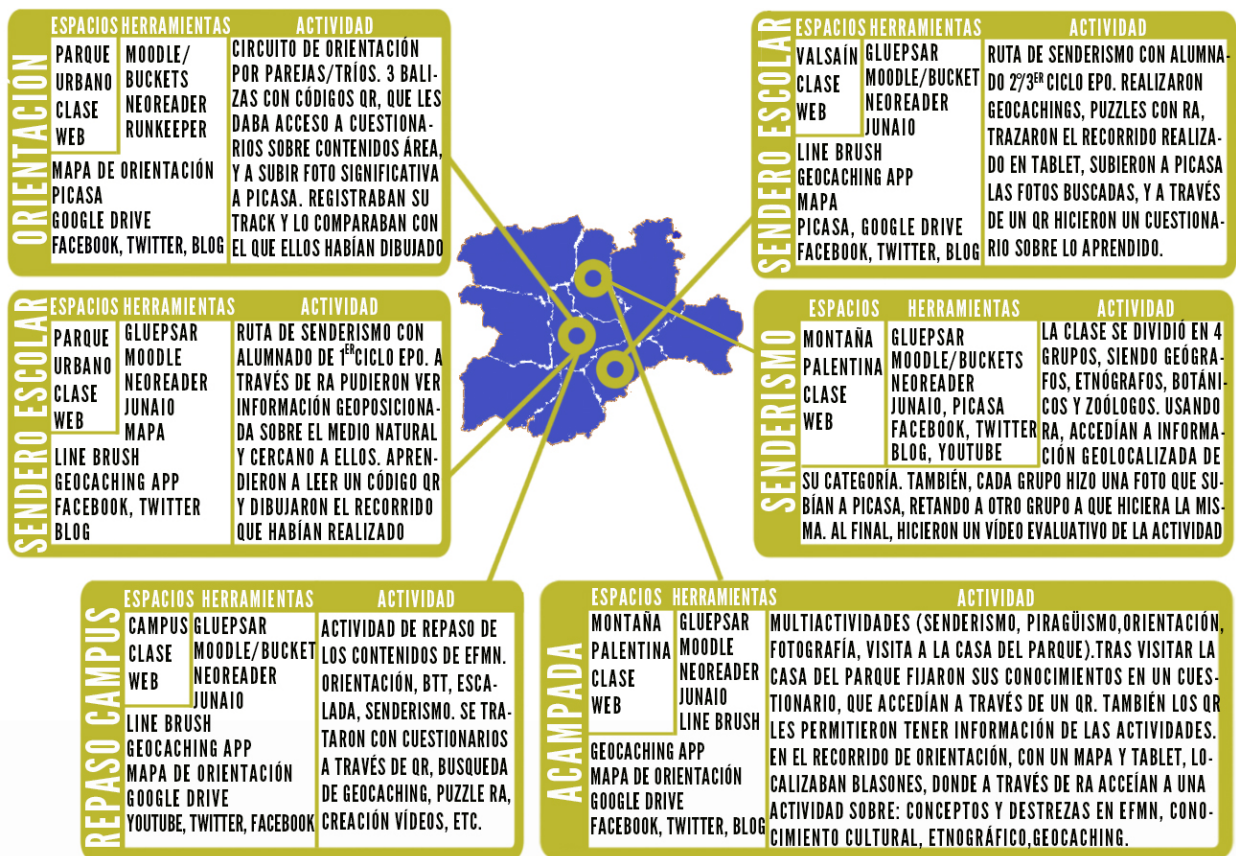 ORIENTACIÓN
ESPACIOS HERRAMIENTAS ACTIVIDAD
PARQUE
URBANO
CLASE
WEB
MOODLE/
BUCKETS
NEOREADER
RUNKEEPER
MAPA DE ORIENTACIÓN
PICASA
GOOGLE DRIVE
FACEBOOK, TWITTER, BLOG
CIRCUITO DE ORIENTACIÓN
POR PAREJAS/TRÍOS. 3 BALI-
ZAS CON CÓDIGOS QR, QUE LES
DABA ACCESO A CUESTIONA-
RIOS SOBRE CONTENIDOS ÁREA,
Y A SUBIR FOTO SIGNIFICATIVA
A PICASA. REGISTRABAN SU
TRACK Y LO COMPARABAN CON
EL QUE ELLOS HABÍAN DIBUJADO
SENDERO ESCOLAR
ESPACIOS HERRAMIENTAS ACTIVIDAD
VALSAÍN
CLASE
WEB
GLUEPSAR
MOODLE/BUCKET
NEOREADER
JUNAIO
LINE BRUSH
GEOCACHING APP
MAPA
PICASA, GOOGLE DRIVE
FACEBOOK, TWITTER, BLOG
RUTA DE SENDERISMO CON ALUMNA-
DO 2º/3ER CICLO EPO. REALIZARON
GEOCACHINGS, PUZZLES CON RA,
TRAZARON EL RECORRIDO REALIZA-
DO EN TABLET, SUBIERON A PICASA
LAS FOTOS BUSCADAS, Y A TRAVÉS
DE UN QR HICIERON UN CUESTIONA-
RIO SOBRE LO APRENDIDO.
SENDERO ESCOLAR
ESPACIOS HERRAMIENTAS ACTIVIDAD
PARQUE
URBANO
CLASE
WEB
GLUEPSAR
MOODLE
NEOREADER
JUNAIO
MAPA
LINE BRUSH
GEOCACHING APP
FACEBOOK, TWITTER
BLOG
RUTA DE SENDERISMO CON
ALUMNADO DE 1ER CICLO EPO. A
TRAVÉS DE RA PUDIERON VER
INFORMACIÓN GEOPOSICIONA-
DA SOBRE EL MEDIO NATURAL
Y CERCANO A ELLOS. APREN-
DIERON A LEER UN CÓDIGO QR
Y DIBUJARON EL RECORRIDO
QUE HABÍAN REALIZADO
SENDERISMO
ESPACIOS HERRAMIENTAS ACTIVIDAD
MONTAÑA
PALENTINA
CLASE
WEB
GLUEPSAR
MOODLE/BUCKETS
NEOREADER
JUNAIO, PICASA
FACEBOOK, TWITTER
BLOG, YOUTUBE
LA CLASE SE DIVIDIÓ EN 4
GRUPOS, SIENDO GEÓGRA-
FOS, ETNÓGRAFOS, BOTÁNI-
COS Y ZOÓLOGOS. USANDO
RA, ACCEDÍAN A INFORMA-
CIÓN GEOLOCALIZADA DE
SU CATEGORÍA. TAMBIÉN, CADA GRUPO HIZO UNA FOTO QUE SU-
BÍAN A PICASA, RETANDO A OTRO GRUPO A QUE HICIERA LA MIS-
MA. AL FINAL, HICIERON UN VÍDEO EVALUATIVO DE LA ACTIVIDAD
REPASO CAMPUS
ESPACIOS HERRAMIENTAS ACTIVIDAD
CAMPUS
CLASE
WEB
GLUEPSAR
MOODLE/BUCKET
NEOREADER
JUNAIO
LINE BRUSH
GEOCACHING APP
MAPA DE ORIENTACIÓN
GOOGLE DRIVE
YOUTUBE, TWITTER, FACEBOOK
ACTIVIDAD DE REPASO DE
LOS CONTENIDOS DE EFMN.
ORIENTACIÓN, BTT, ESCA-
LADA, SENDERISMO. SE TRA-
TARON CON CUESTIONARIOS
A TRAVÉS DE QR, BUSQUEDA
DE GEOCACHING, PUZZLE RA,
CREACIÓN VÍDEOS, ETC.
ACAMPADA
ESPACIOS HERRAMIENTAS ACTIVIDAD
MONTAÑA
PALENTINA
CLASE
WEB
GLUEPSAR
MOODLE
NEOREADER
JUNAIO
LINE BRUSH
GEOCACHING APP
MAPA DE ORIENTACIÓN
GOOGLE DRIVE
FACEBOOK, TWITTER, BLOG
MULTIACTIVIDADES (SENDERISMO, PIRAGÜISMO,ORIENTACIÓN,
FOTOGRAFÍA, VISITA A LA CASA DEL PARQUE).TRAS VISITAR LA
CASA DEL PARQUE FIJARON SUS CONOCIMIENTOS EN UN CUES-
TIONARIO, QUE ACCEDÍAN A TRAVÉS DE UN QR. TAMBIÉN LOS QR
LES PERMITIERON TENER INFORMACIÓN DE LAS ACTIVIDADES.
EN EL RECORRIDO DE ORIENTACIÓN, CON UN MAPA Y TABLET, LO-
CALIZABAN BLASONES, DONDE A TRAVÉS DE RA ACCEÍAN A UNA
ACTIVIDAD SOBRE: CONCEPTOS Y DESTREZAS EN EFMN, CONO-
CIMIENTO CULTURAL, ETNOGRÁFICO,GEOCACHING.